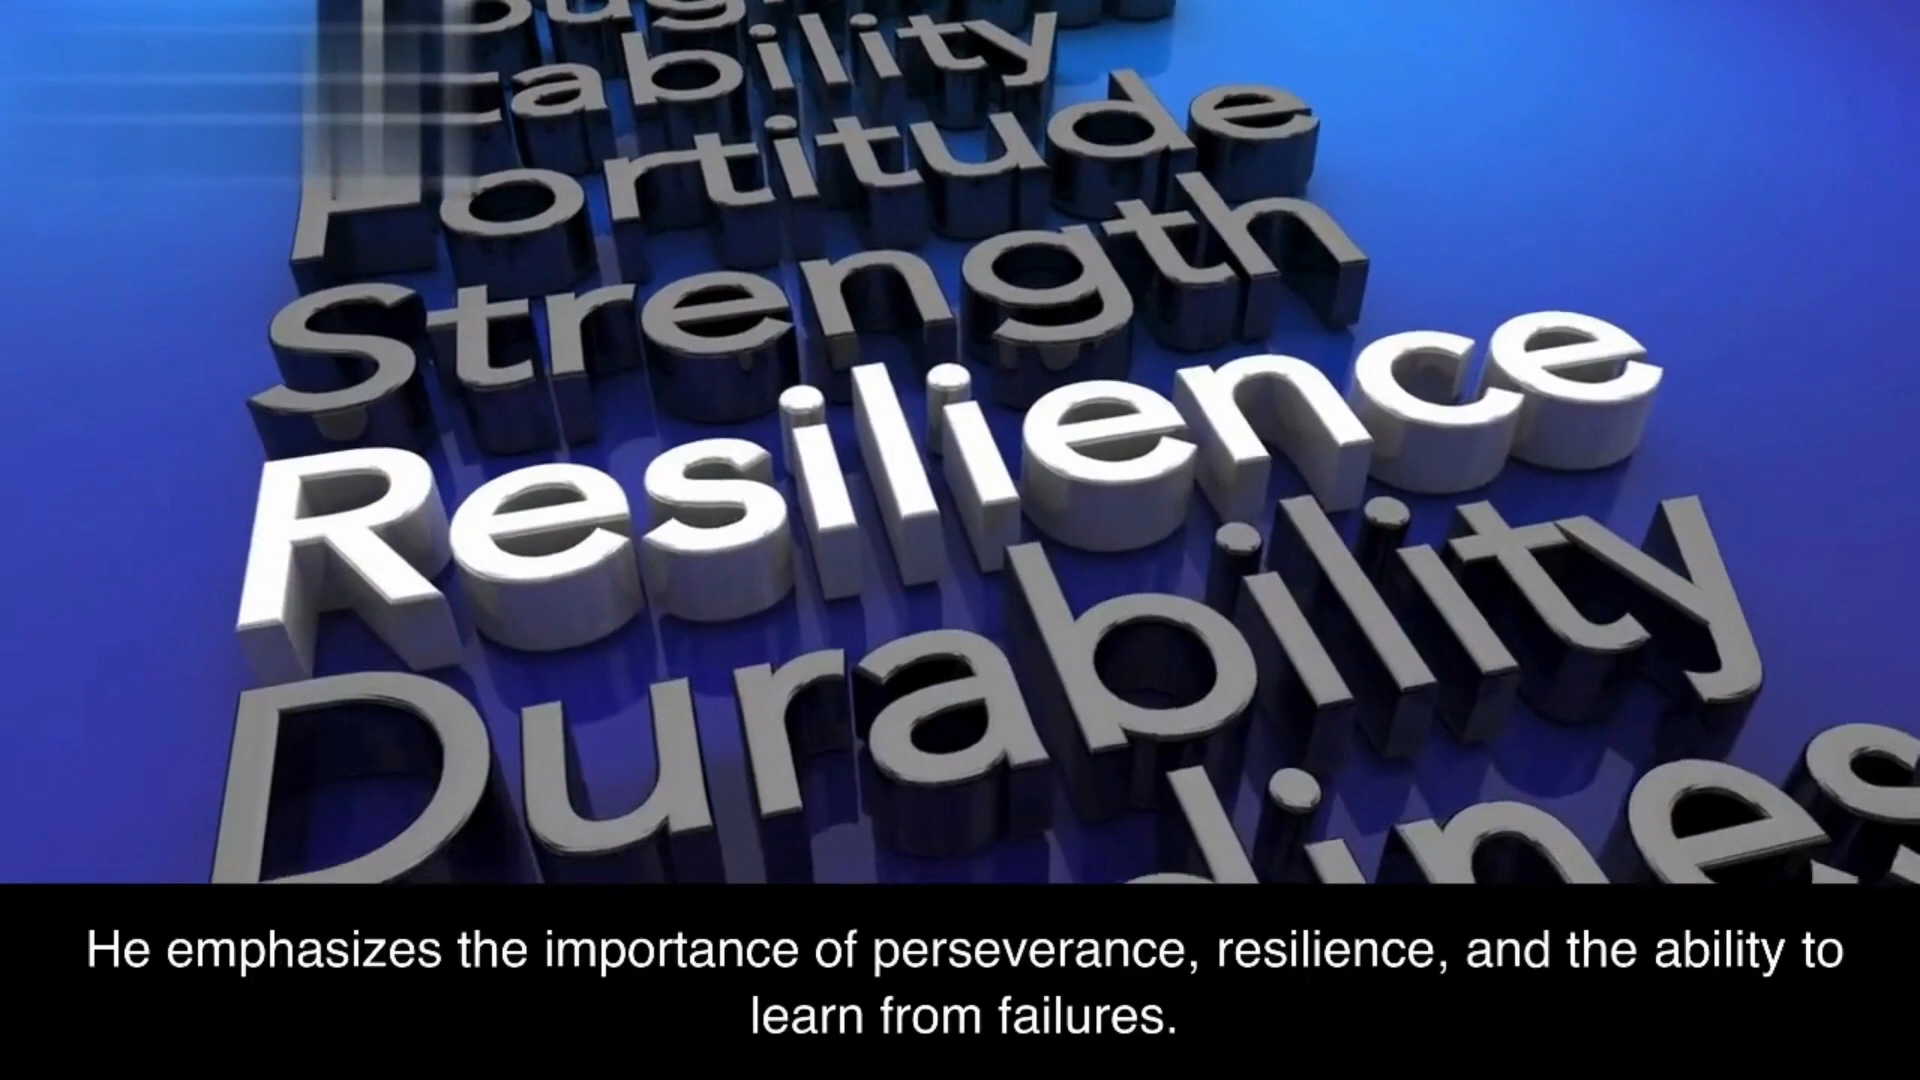 Fortitude
Strength
Resilience
Durability
He emphasizes the importance of perseverance, resilience, and the ability to
learn from failures.